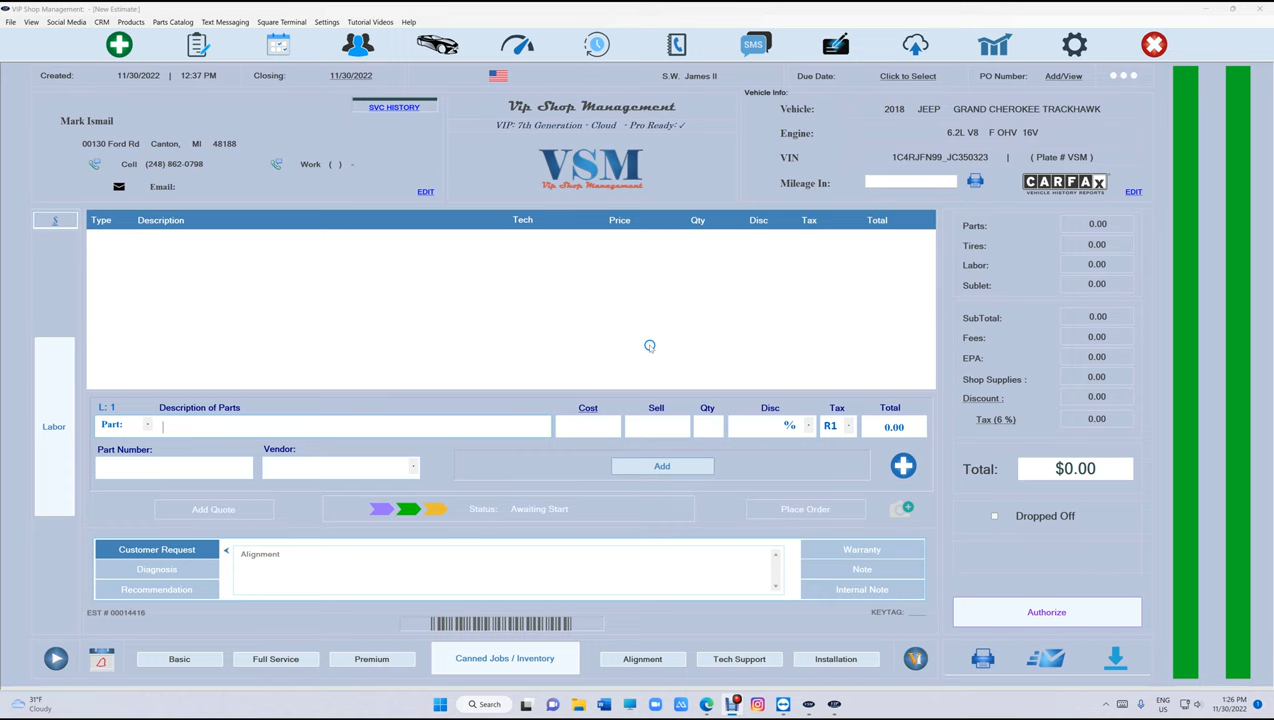 VIP Shop Management: - [New Estimate]
File View Social Media CRM Products Parts Catalog Text Messaging Square Terminal Settings Tutorial Videos Help
SMS
Created: 11/30/2022 | 12:37 PM Closing: 11/30/2022 S.W. James II Due Date: Click to Select PO Number: Add/View
Vehicle Info:
SVC HISTORY
Vip Shop Management
VIP: 7th Generation - Cloud - Pro Ready: ✓
VSM
Vip Shop Management
Mark Ismail
00130 Ford Rd Canton, MI 48188
Cell (248) 862-0798 Work ( ) -
Email:
EDIT
Vehicle: 2018 JEEP GRAND CHEROKEE TRACKHAWK
Engine: 6.2L V8 F OHV 16V
VIN 1C4RJFN99_JC350323 | ( Plate # VSM )
Mileage In:
CARFAX
VEHICLE HISTORY REPORTS
EDIT
$ Type Description Tech Price Qty Disc Tax Total
Parts: 0.00
Tires: 0.00
Labor: 0.00
Sublet: 0.00
SubTotal: 0.00
Fees: 0.00
EPA: 0.00
Shop Supplies : 0.00
Discount : 0.00
Tax (6 %) 0.00
Total: $0.00
Dropped Off
Authorize
Labor
L: 1 Description of Parts Cost Sell Qty Disc Tax Total
Part: % R1 0.00
Part Number: Vendor:
Add
Add Quote Status: Awaiting Start Place Order
Customer Request
Diagnosis
Recommendation
Alignment
Warranty
Note
Internal Note
EST # 00014416 KEYTAG: ___
Basic Full Service Premium Canned Jobs / Inventory Alignment Tech Support Installation
31°F
Cloudy
Search
ENG
US
1:26 PM
11/30/2022